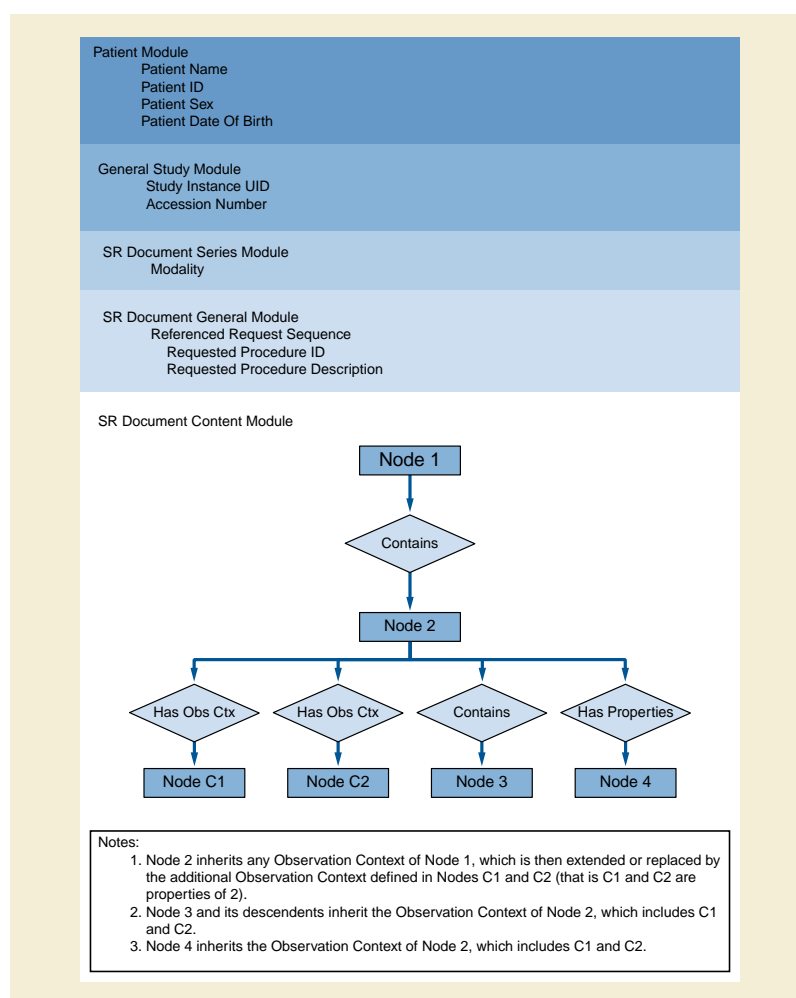 Patient Module
Patient Name
Patient ID
Patient Sex
Patient Date Of Birth
General Study Module
Study Instance UID
Accession Number
SR Document Series Module
Modality
SR Document General Module
Referenced Request Sequence
Requested Procedure ID
Requested Procedure Description
SR Document Content Module
Node 1
Contains
Node 2
Has Obs Ctx
Has Obs Ctx
Contains
Has Properties
Node C1
Node C2
Node 3
Node 4
Notes:
1. Node 2 inherits any Observation Context of Node 1, which is then extended or replaced by
the additional Observation Context defined in Nodes C1 and C2 (that is C1 and C2 are
properties of 2).
2. Node 3 and its descendents inherit the Observation Context of Node 2, which includes C1
and C2.
3. Node 4 inherits the Observation Context of Node 2, which includes C1 and C2.